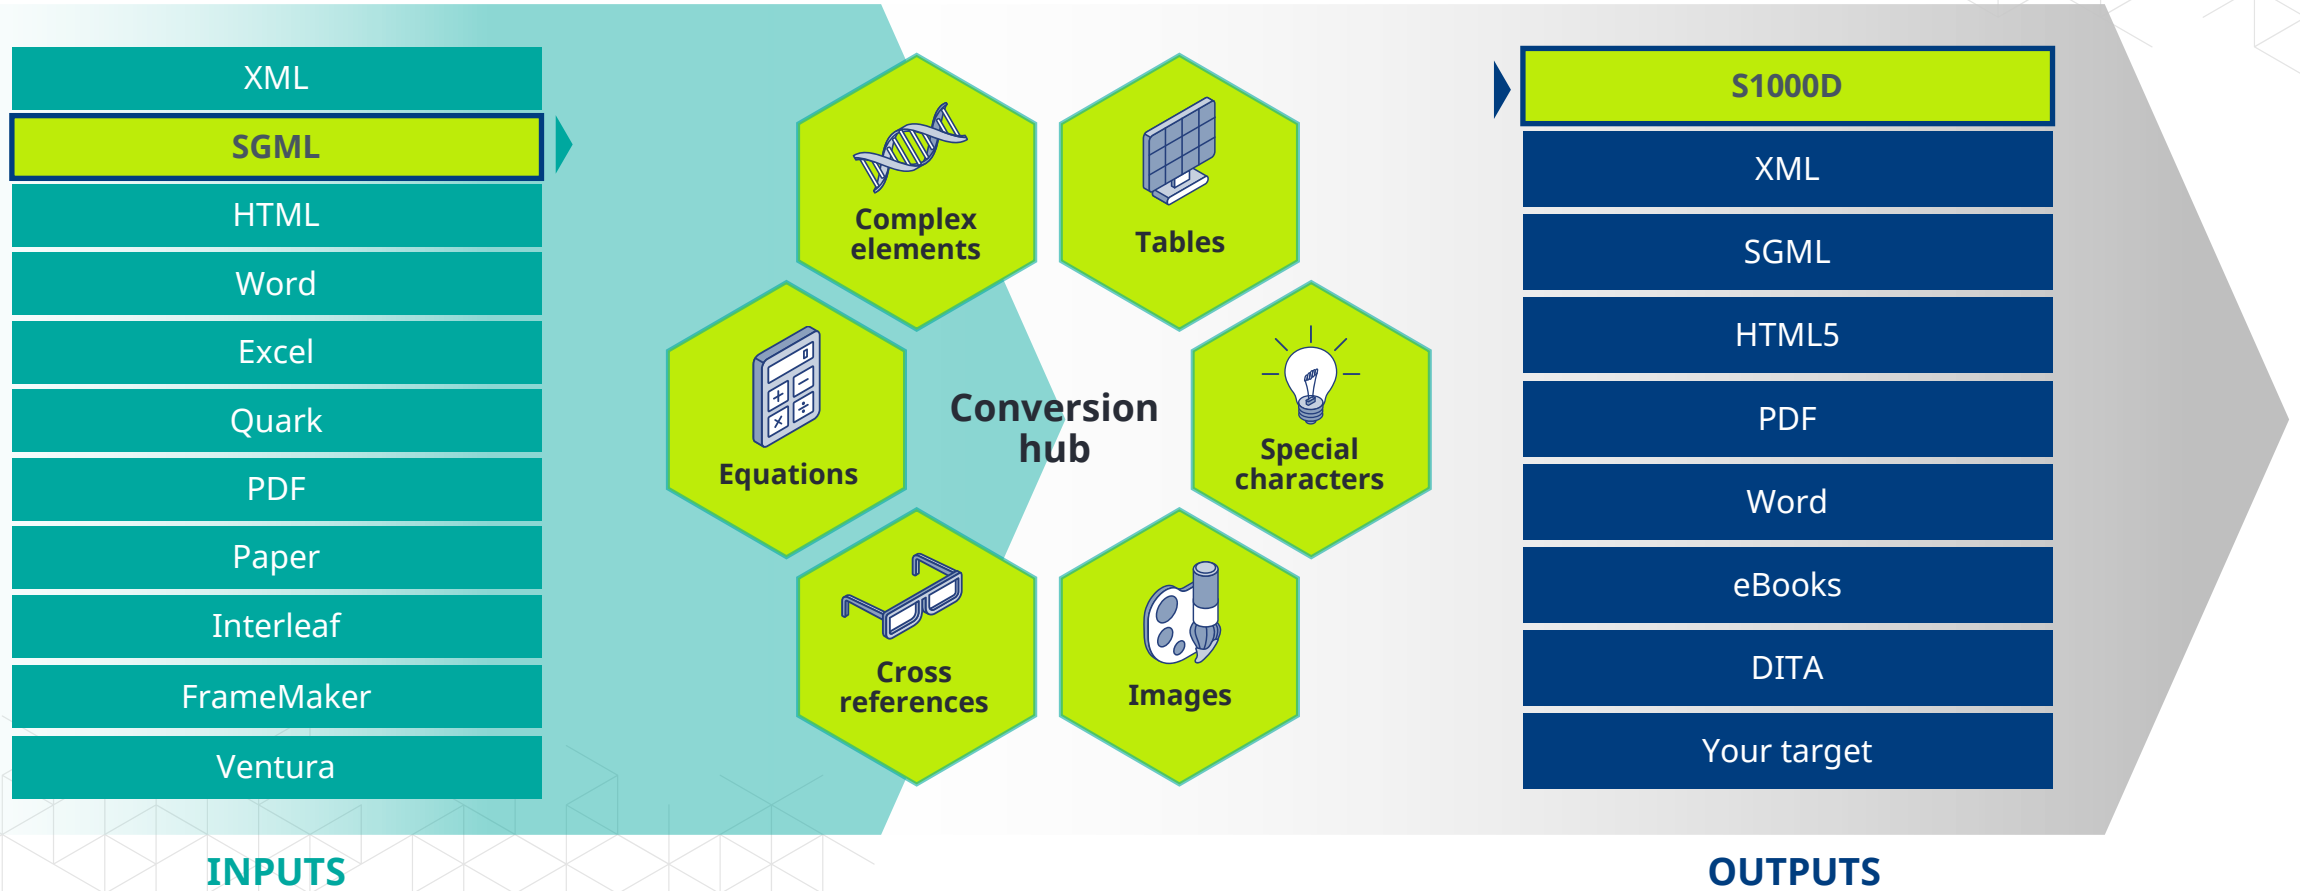 XML
SGML
HTML
Word
Excel
Quark
PDF
Paper
Interleaf
FrameMaker
Ventura
INPUTS
Complex
elements
Tables
Equations
Conversion
hub
Special
characters
Cross
references
Images
S1000D
XML
SGML
HTML5
PDF
Word
eBooks
DITA
Your target
OUTPUTS